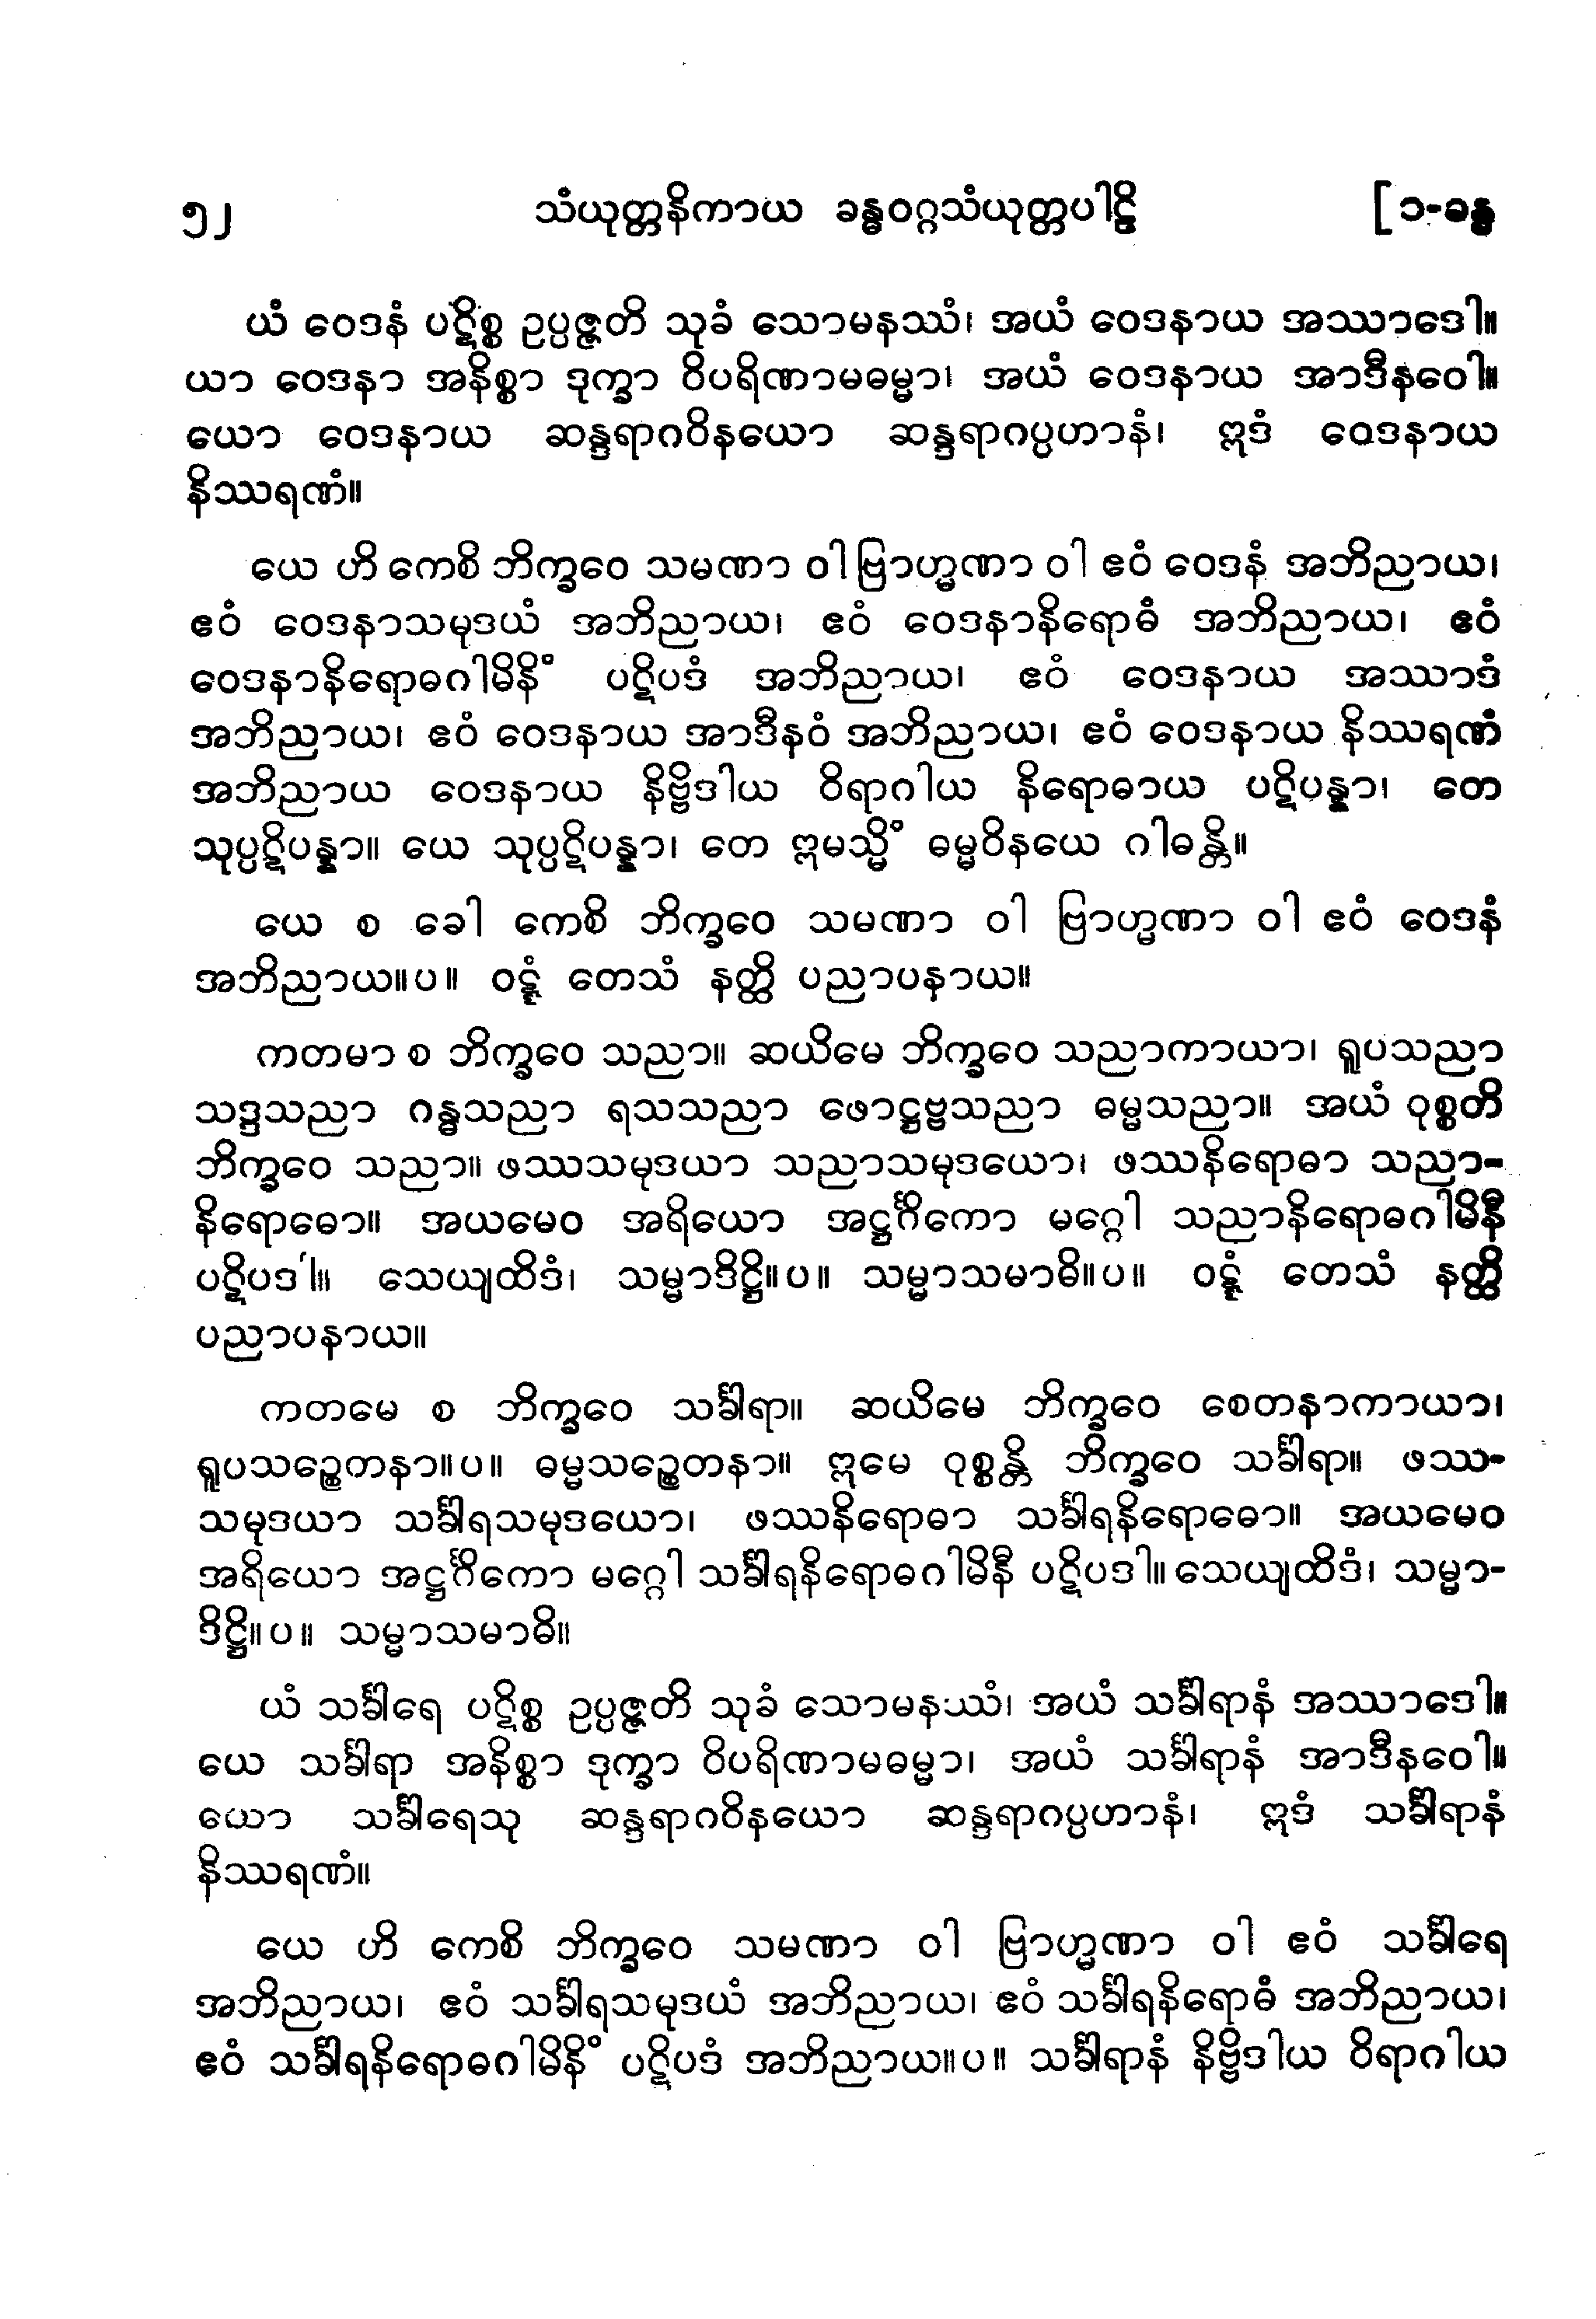 ၅၂ သံယုတ္တနိကာယ ခန္ဓဝဂ္ဂသံယုတ္တပါဠိ [ ၁-ခန္ဓ
ယံ ဝေဒနံ ပဋိစ္စ ဥပ္ပဇ္ဇတိ သုခံ သောမနဿံ၊ အယံ ဝေဒနာယ အဿာဒေါ။
ယာ ဝေဒနာ အနိစ္စာ ဒုက္ခာ ဝိပရိဏာမဓမ္မာ၊ အယံ ဝေဒနာယ အာဒီနဝေါ။
ယော ဝေဒနာယ ဆန္ဒရာဂဝိနယော ဆန္ဒရာဂပ္ပဟာနံ၊ ဣဒံ ဝေဒနာယ
နိဿရဏံ။
ယေ ဟိ ကေစိ ဘိက္ခဝေ သမဏာ ဝါ ဗြာဟ္မဏာ ဝါ ဧဝံ ဝေဒနံ အဘိညာယ၊
ဧဝံ ဝေဒနာသမုဒယံ အဘိညာယ၊ ဧဝံ ဝေဒနာနိရောဓံ အဘိညာယ၊ ဧဝံ
ဝေဒနာနိရောဓဂါမိနိံ ပဋိပဒံ အဘိညာယ၊ ဧဝံ ဝေဒနာယ အဿာဒံ
အဘိညာယ၊ ဧဝံ ဝေဒနာယ အာဒီနဝံ အဘိညာယ၊ ဧဝံ ဝေဒနာယ နိဿရဏံ
အဘိညာယ ဝေဒနာယ နိဗ္ဗိဒါယ ဝိရာဂါယ နိရောဓာယ ပဋိပန္နာ၊ တေ
သုပ္ပဋိပန္နာ။ ယေ သုပ္ပဋိပန္နာ၊ တေ ဣမသ္မိံ ဓမ္မဝိနယေ ဂါဓန္တိ။
ယေ စ ခေါ ကေစိ ဘိက္ခဝေ သမဏာ ဝါ ဗြာဟ္မဏာ ဝါ ဧဝံ ဝေဒနံ
အဘိညာယ။ပ။ ဝဋ္ဋံ တေသံ နတ္ထိ ပညာပနာယ။
ကတမာ စ ဘိက္ခဝေ သညာ။ ဆယိမေ ဘိက္ခဝေ သညာကာယာ၊ ရူပသညာ
သဒ္ဒသညာ ဂန္ဓသညာ ရသသညာ ဖောဋ္ဌဗ္ဗသညာ ဓမ္မသညာ။ အယံ ဝုစ္စတိ
ဘိက္ခဝေ သညာ။ ဖဿသမုဒယာ သညာသမုဒယော၊ ဖဿနိရောဓာ သညာ-
နိရောဓော။ အယမေဝ အရိယော အဋ္ဌင်္ဂိကော မဂ္ဂေါ သညာနိရောဓဂါမိနီ
ပဋိပဒါ။ သေယျထိဒံ၊ သမ္မာဒိဋ္ဌိ။ပ။ သမ္မာသမာဓိ။ပ။ ဝဋ္ဋံ တေသံ နတ္ထိ
ပညာပနာယ။
ကတမေ စ ဘိက္ခဝေ သင်္ခါရာ။ ဆယိမေ ဘိက္ခဝေ စေတနာကာယာ၊
ရူပသဉ္စေတနာ။ပ။ ဓမ္မသဉ္စေတနာ။ ဣမေ ဝုစ္စန္တိ ဘိက္ခဝေ သင်္ခါရာ။ ဖဿ-
သမုဒယာ သင်္ခါရသမုဒယော၊ ဖဿနိရောဓာ သင်္ခါရနိရောဓော။ အယမေဝ
အရိယော အဋ္ဌင်္ဂိကော မဂ္ဂေါ သင်္ခါရနိရောဓဂါမိနီ ပဋိပဒါ။ သေယျထိဒံ၊ သမ္မာ-
ဒိဋ္ဌိ။ပ။ သမ္မာသမာဓိ။
ယံ သင်္ခါရေ ပဋိစ္စ ဥပ္ပဇ္ဇတိ သုခံ သောမနဿံ၊ အယံ သင်္ခါရာနံ အဿာဒေါ။
ယေ သင်္ခါရာ အနိစ္စာ ဒုက္ခာ ဝိပရိဏာမဓမ္မာ၊ အယံ သင်္ခါရာနံ အာဒီနဝေါ။
ယော သင်္ခါရေသု ဆန္ဒရာဂဝိနယော ဆန္ဒရာဂပ္ပဟာနံ၊ ဣဒံ သင်္ခါရာနံ
နိဿရဏံ။
ယေ ဟိ ကေစိ ဘိက္ခဝေ သမဏာ ဝါ ဗြာဟ္မဏာ ဝါ ဧဝံ သင်္ခါရေ
အဘိညာယ၊ ဧဝံ သင်္ခါရသမုဒယံ အဘိညာယ၊ ဧဝံ သင်္ခါရနိရောဓံ အဘိညာယ၊
ဧဝံ သင်္ခါရနိရောဓဂါမိနိံ ပဋိပဒံ အဘိညာယ။ပ။ သင်္ခါရာနံ နိဗ္ဗိဒါယ ဝိရာဂါယ